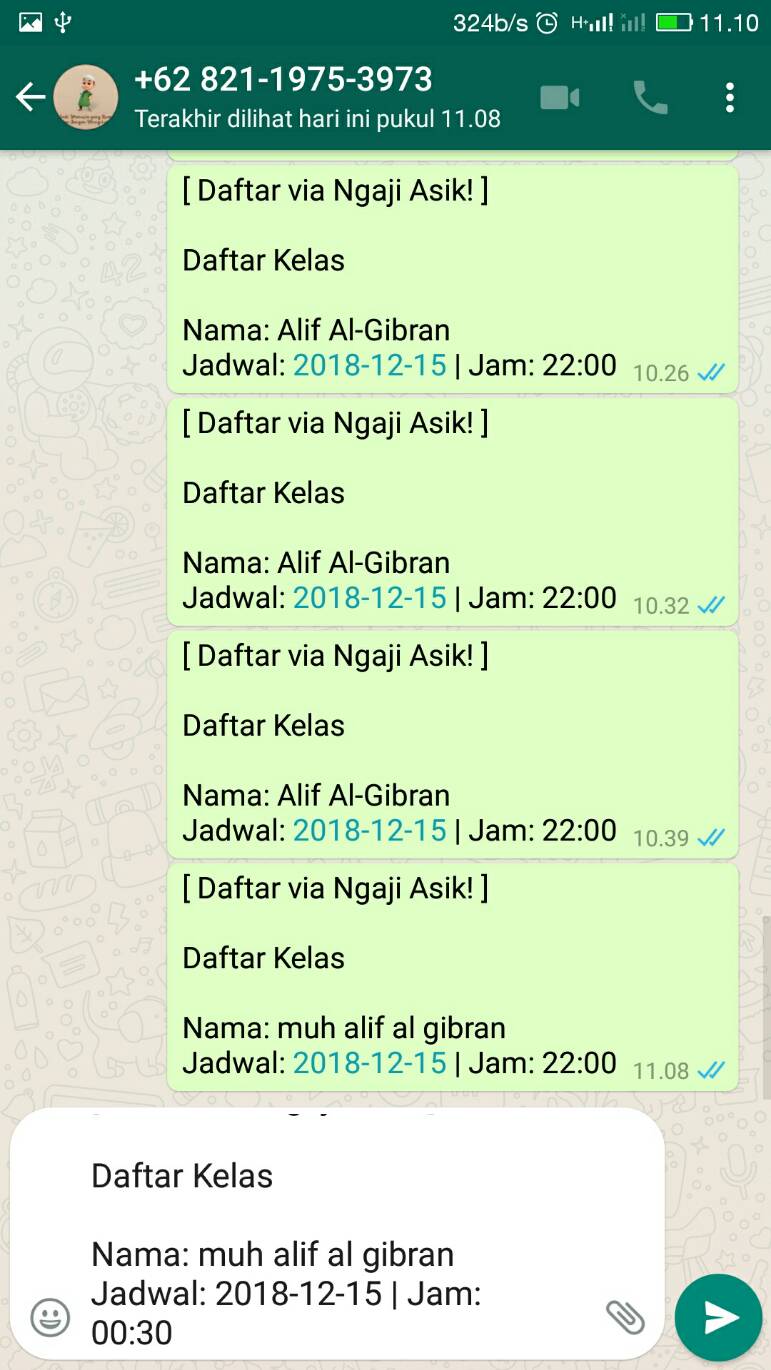 324b/s H+ 11.10
+62 821-1975-3973
Terakhir dilihat hari ini pukul 11.08
[ Daftar via Ngaji Asik! ]
Daftar Kelas
Nama: Alif Al-Gibran
Jadwal: 2018-12-15 | Jam: 22:00 10.26
[ Daftar via Ngaji Asik! ]
Daftar Kelas
Nama: Alif Al-Gibran
Jadwal: 2018-12-15 | Jam: 22:00 10.32
[ Daftar via Ngaji Asik! ]
Daftar Kelas
Nama: Alif Al-Gibran
Jadwal: 2018-12-15 | Jam: 22:00 10.39
[ Daftar via Ngaji Asik! ]
Daftar Kelas
Nama: muh alif al gibran
Jadwal: 2018-12-15 | Jam: 22:00 11.08
Daftar Kelas
Nama: muh alif al gibran
Jadwal: 2018-12-15 | Jam:
00:30